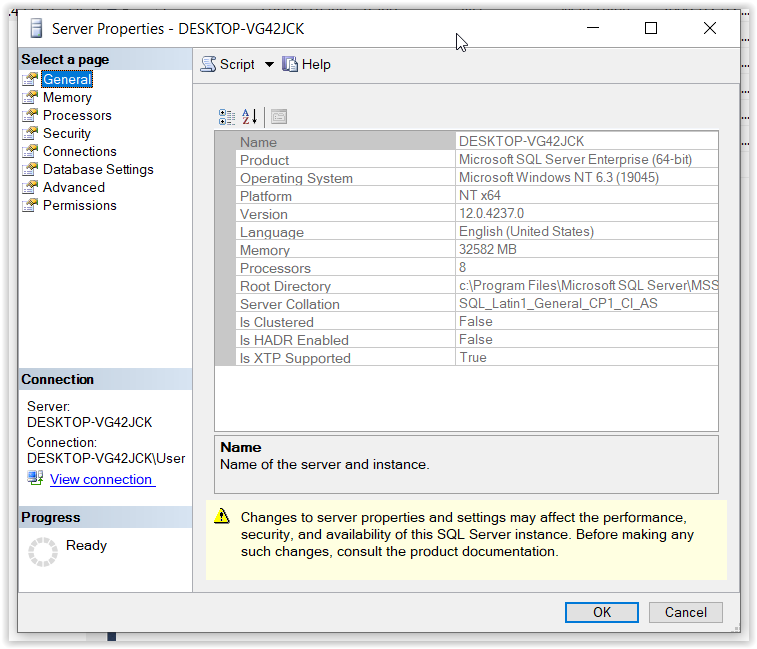 Server Properties - DESKTOP-VG42JCK
Select a page
General
Memory
Processors
Security
Connections
Database Settings
Advanced
Permissions
Connection
Server:
DESKTOP-VG42JCK
Connection:
DESKTOP-VG42JCK\User
View connection
Progress
Ready
Script Help
Name DESKTOP-VG42JCK
Product Microsoft SQL Server Enterprise (64-bit)
Operating System Microsoft Windows NT 6.3 (19045)
Platform NT x64
Version 12.0.4237.0
Language English (United States)
Memory 32582 MB
Processors 8
Root Directory c:\Program Files\Microsoft SQL Server\MSS
Server Collation SQL_Latin1_General_CP1_CI_AS
Is Clustered False
Is HADR Enabled False
Is XTP Supported True
Name
Name of the server and instance.
Changes to server properties and settings may affect the performance,
security, and availability of this SQL Server instance. Before making any
such changes, consult the product documentation.
OK Cancel